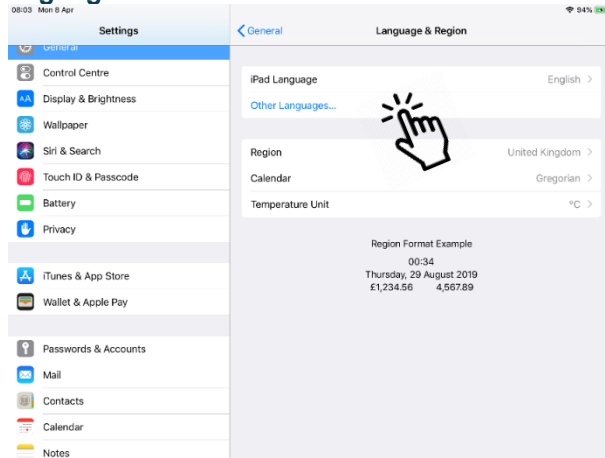 08:03 Mon 8 Apr
94%
Settings
General
Control Centre
Display & Brightness
Wallpaper
Siri & Search
Touch ID & Passcode
Battery
Privacy
iTunes & App Store
Wallet & Apple Pay
Passwords & Accounts
Mail
Contacts
Calendar
Notes
General
Language & Region
iPad Language English
Other Languages...
Region United Kingdom
Calendar Gregorian
Temperature Unit °C
Region Format Example
00:34
Thursday, 29 August 2019
£1,234.56 4,567.89